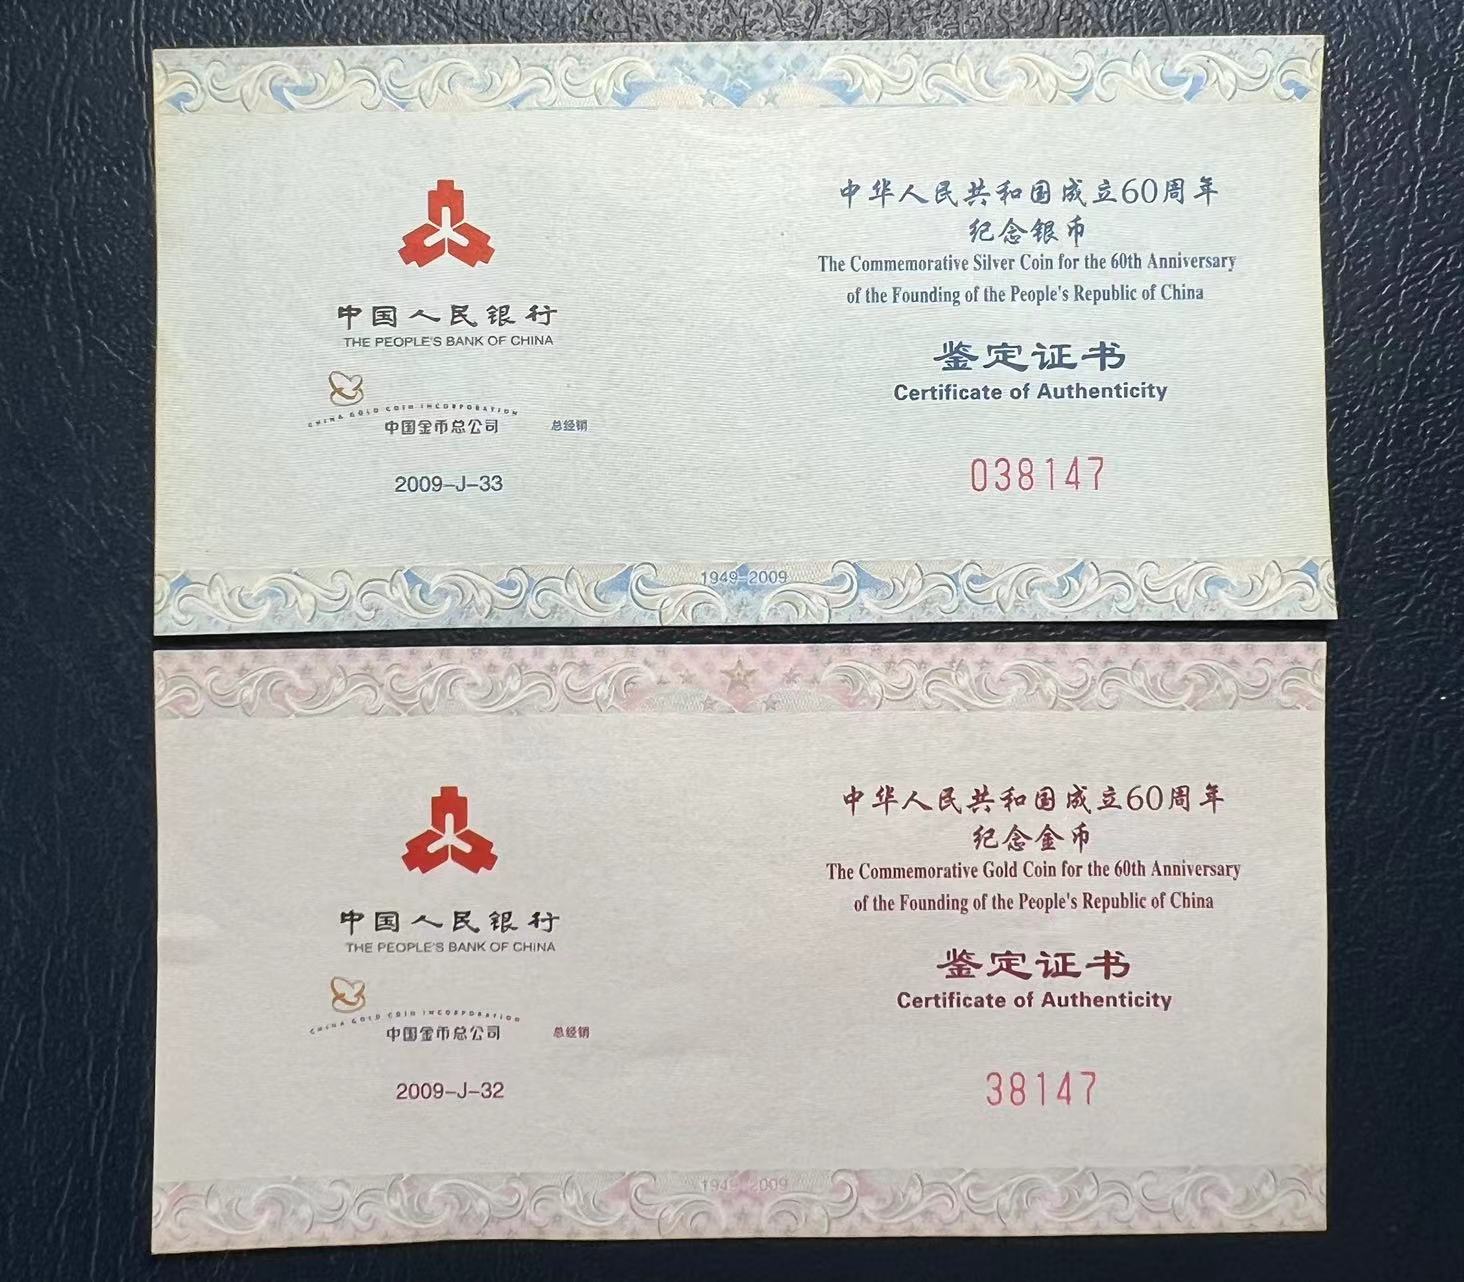 中国人民银行
THE PEOPLE'S BANK OF CHINA
CHINA GOLD COIN INCORPORATION
中国金币总公司 总经销
2009-J-33
中华人民共和国成立60周年
纪念银币
The Commemorative Silver Coin for the 60th Anniversary
of the Founding of the People's Republic of China
鉴定证书
Certificate of Authenticity
038147
1949-2009
中国人民银行
THE PEOPLE'S BANK OF CHINA
CHINA GOLD COIN INCORPORATION
中国金币总公司 总经销
2009-J-32
中华人民共和国成立60周年
纪念金币
The Commemorative Gold Coin for the 60th Anniversary
of the Founding of the People's Republic of China
鉴定证书
Certificate of Authenticity
38147
1949-2009